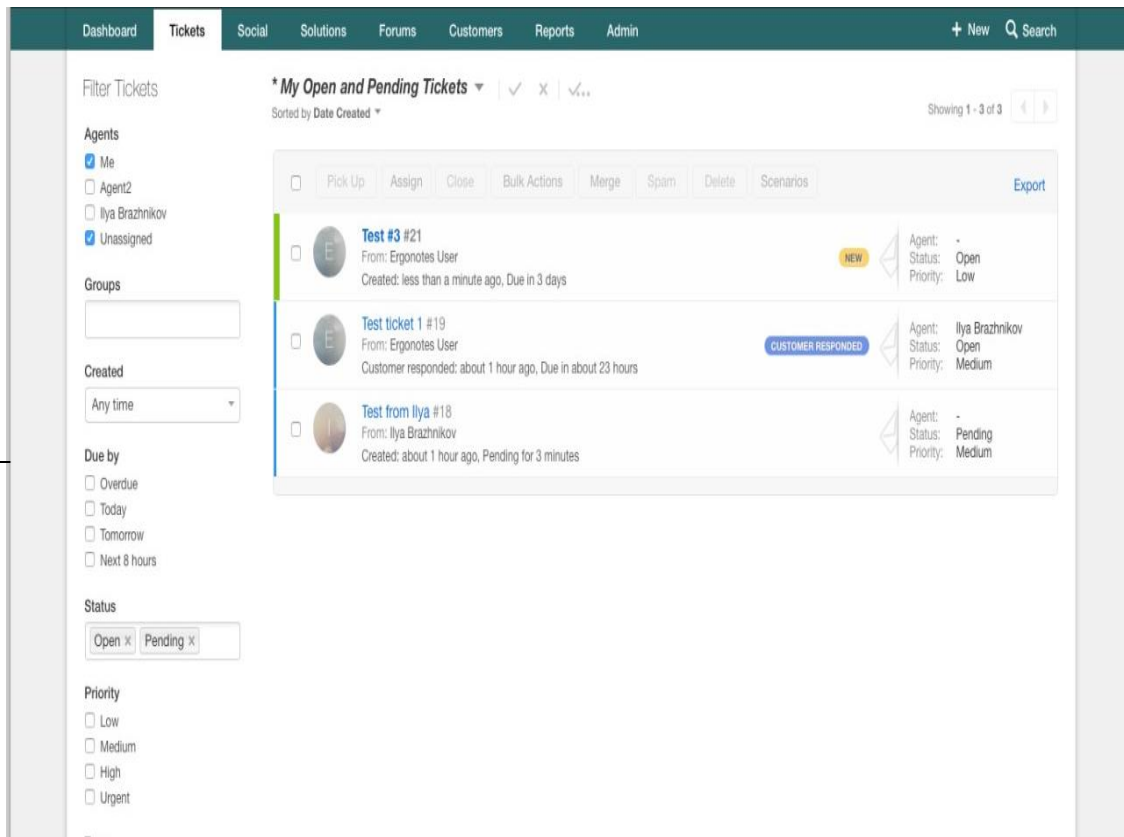 Dashboard Tickets Social Solutions Forums Customers Reports Admin + New Search
Filter Tickets
Agents
Me
Agent2
Ilya Brazhnikov
Unassigned
Groups
Created
Any time
Due by
Overdue
Today
Tomorrow
Next 8 hours
Status
Open x Pending x
Priority
Low
Medium
High
Urgent
* My Open and Pending Tickets
Sorted by Date Created
Showing 1 - 3 of 3
Pick Up Assign Close Bulk Actions Merge Spam Delete Scenarios Export
E
Test #3 #21
From: Ergonotes User
Created: less than a minute ago, Due in 3 days
NEW
Agent: -
Status: Open
Priority: Low
E
Test ticket 1 #19
From: Ergonotes User
Customer responded: about 1 hour ago, Due in about 23 hours
CUSTOMER RESPONDED
Agent: Ilya Brazhnikov
Status: Open
Priority: Medium
I
Test from Ilya #18
From: Ilya Brazhnikov
Created: about 1 hour ago, Pending for 3 minutes
Agent: -
Status: Pending
Priority: Medium